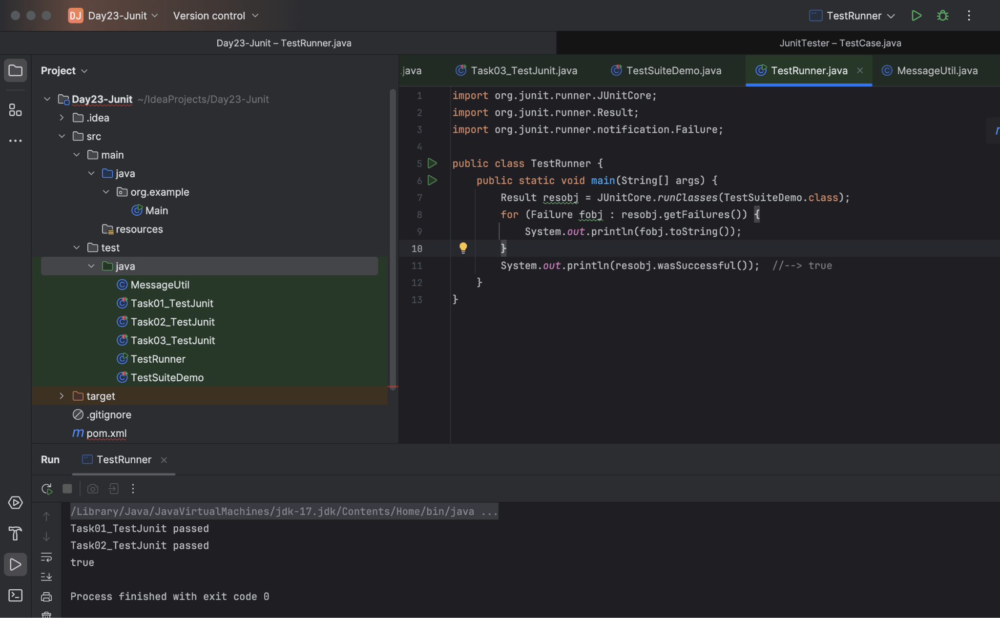 DJ Day23-Junit Version control TestRunner
Day23-Junit – TestRunner.java JunitTester – TestCase.java
Project
.java Task03_TestJunit.java TestSuiteDemo.java TestRunner.java MessageUtil.java
Day23-Junit ~/IdeaProjects/Day23-Junit
.idea
src
main
java
org.example
Main
resources
test
java
MessageUtil
Task01_TestJunit
Task02_TestJunit
Task03_TestJunit
TestRunner
TestSuiteDemo
target
.gitignore
m pom.xml
1 import org.junit.runner.JUnitCore;
2 import org.junit.runner.Result;
3 import org.junit.runner.notification.Failure;
4
5 public class TestRunner {
6 public static void main(String[] args) {
7 Result resobj = JUnitCore.runClasses(TestSuiteDemo.class);
8 for (Failure fobj : resobj.getFailures()) {
9 System.out.println(fobj.toString());
10 }
11 System.out.println(resobj.wasSuccessful()); //--> true
12 }
13 }
Run TestRunner
/Library/Java/JavaVirtualMachines/jdk-17.jdk/Contents/Home/bin/java ...
Task01_TestJunit passed
Task02_TestJunit passed
true
Process finished with exit code 0